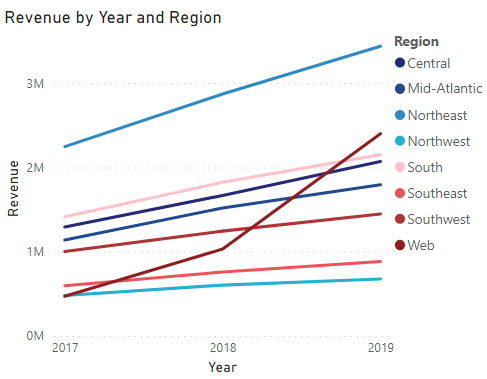 Revenue by Year and Region
Region
Central
Mid-Atlantic
Northeast
Northwest
South
Southeast
Southwest
Web
3M
2M
1M
0M
Revenue
2017
2018
2019
Year